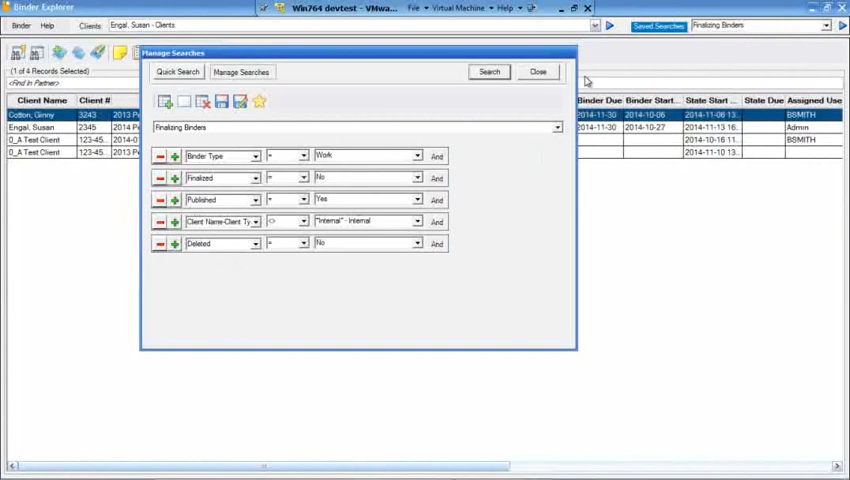 Binder Explorer
Win764 devtest - VMwa...
File
Virtual Machine
Help
Binder Help Clients: Engal, Susan - Clients
Saved Searches Finalizing Binders
(1 of 4 Records Selected)
<Find In Partner>
Manage Searches
Quick Search Manage Searches Search Close
Finalizing Binders
Binder Type = Work And
Finalized = No And
Published = Yes And
Client Name-Client Ty <> "Internal" - Internal And
Deleted = No And
Client Name Client # Binder Due Binder Start... State Start ... State Due Assigned Use
Cotton, Ginny 3243 2013 Pe 2014-11-30 2014-10-06 2014-11-06 13 BSMITH
Engal, Susan 2345 2014 P 2014-11-30 2014-10-27 2014-11-13 16... Admin
0_A Test Client 123-45... 2014-0 2014-10-16 11... BSMITH
0_A Test Client 123-45... 2013 P 2014-11-10 13...